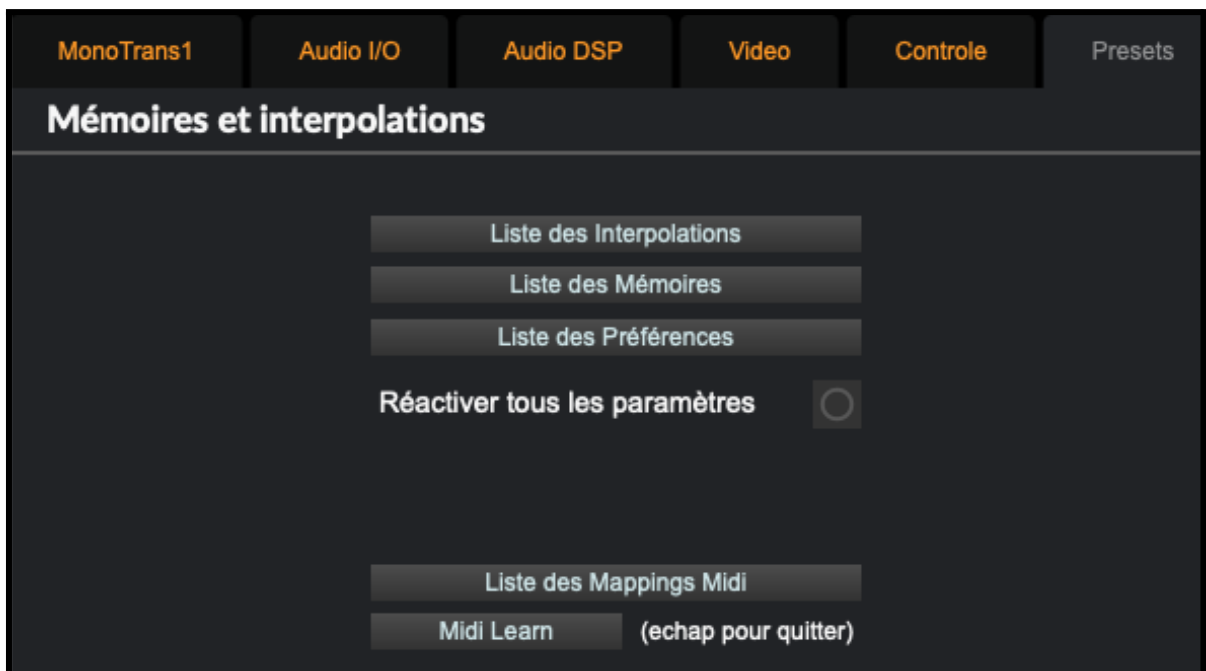 MonoTrans1 Audio I/O Audio DSP Video Controle Presets
Mémoires et interpolations
Liste des Interpolations
Liste des Mémoires
Liste des Préférences
Réactiver tous les paramètres
Liste des Mappings Midi
Midi Learn (echap pour quitter)